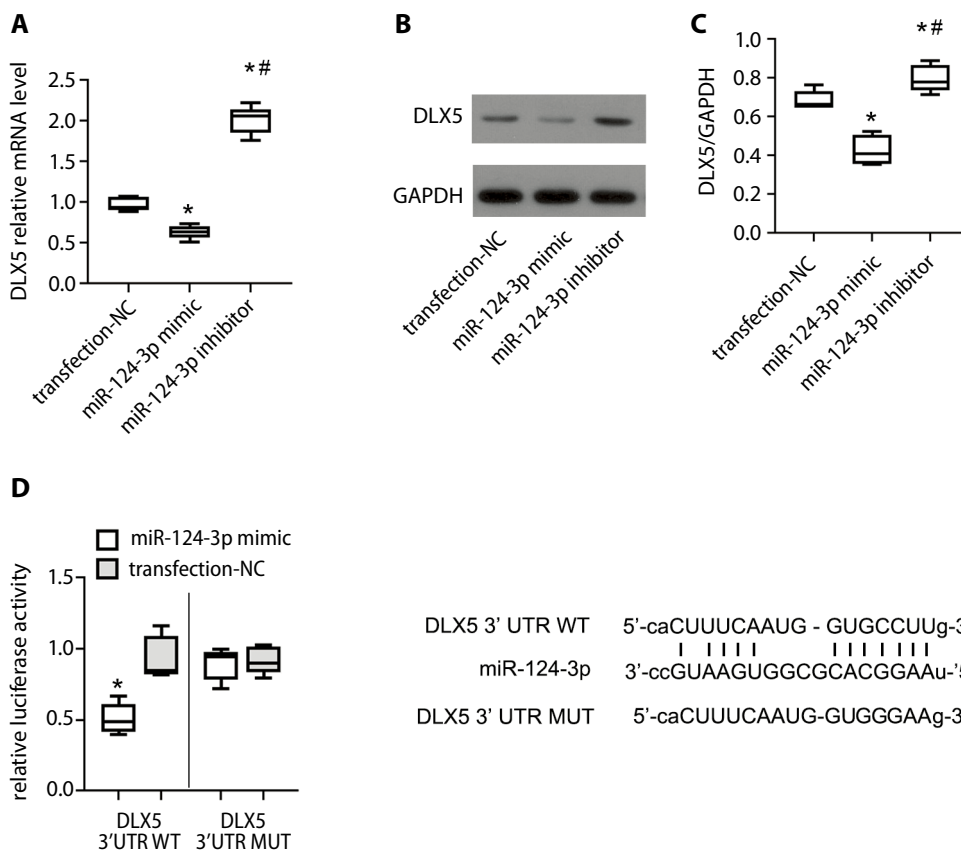 A
DLX5 relative mRNA level
2.5
2.0
1.5
1.0
0.5
0.0
* #
*
transfection-NC
miR-124-3p mimic
miR-124-3p inhibitor
B
DLX5
GAPDH
transfection-NC
miR-124-3p mimic
miR-124-3p inhibitor
C
DLX5/GAPDH
1.0
0.8
0.6
0.4
0.2
0.0
* #
*
transfection-NC
miR-124-3p mimic
miR-124-3p inhibitor
D
miR-124-3p mimic
transfection-NC
relative luciferase activity
1.5
1.0
0.5
0.0
*
DLX5
3′UTR WT
DLX5
3′UTR MUT
DLX5 3′ UTR WT 5′-caCUUUCAAUG - GUGCCUUg-3
miR-124-3p 3′-ccGUAAGUGGCGCACGGAAu-′5
DLX5 3′ UTR MUT 5′-caCUUUCAAUG-GUGGGAAg-3